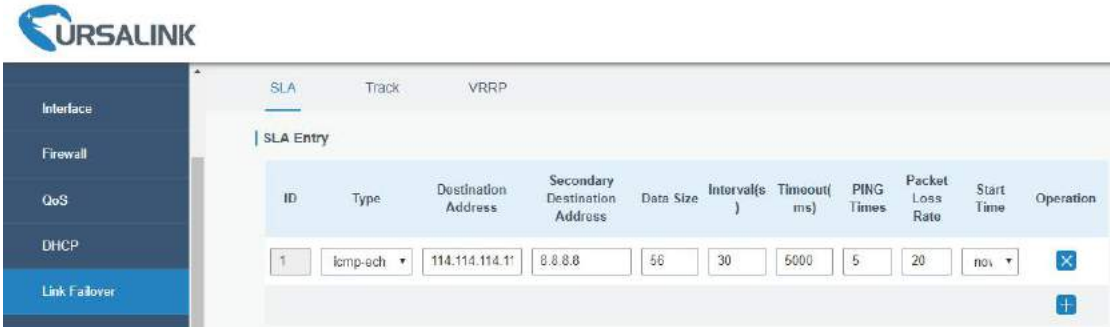 URSALINK
SLA Track VRRP
Interface
SLA Entry
Firewall
ID Type Destination Address Secondary Destination Address Data Size Interval(s) Timeout(ms) PING Times Packet Loss Rate Start Time Operation
QoS
DHCP
1 icmp-ech 114.114.114.11 8.8.8.8 56 30 5000 5 20 nov
Link Failover